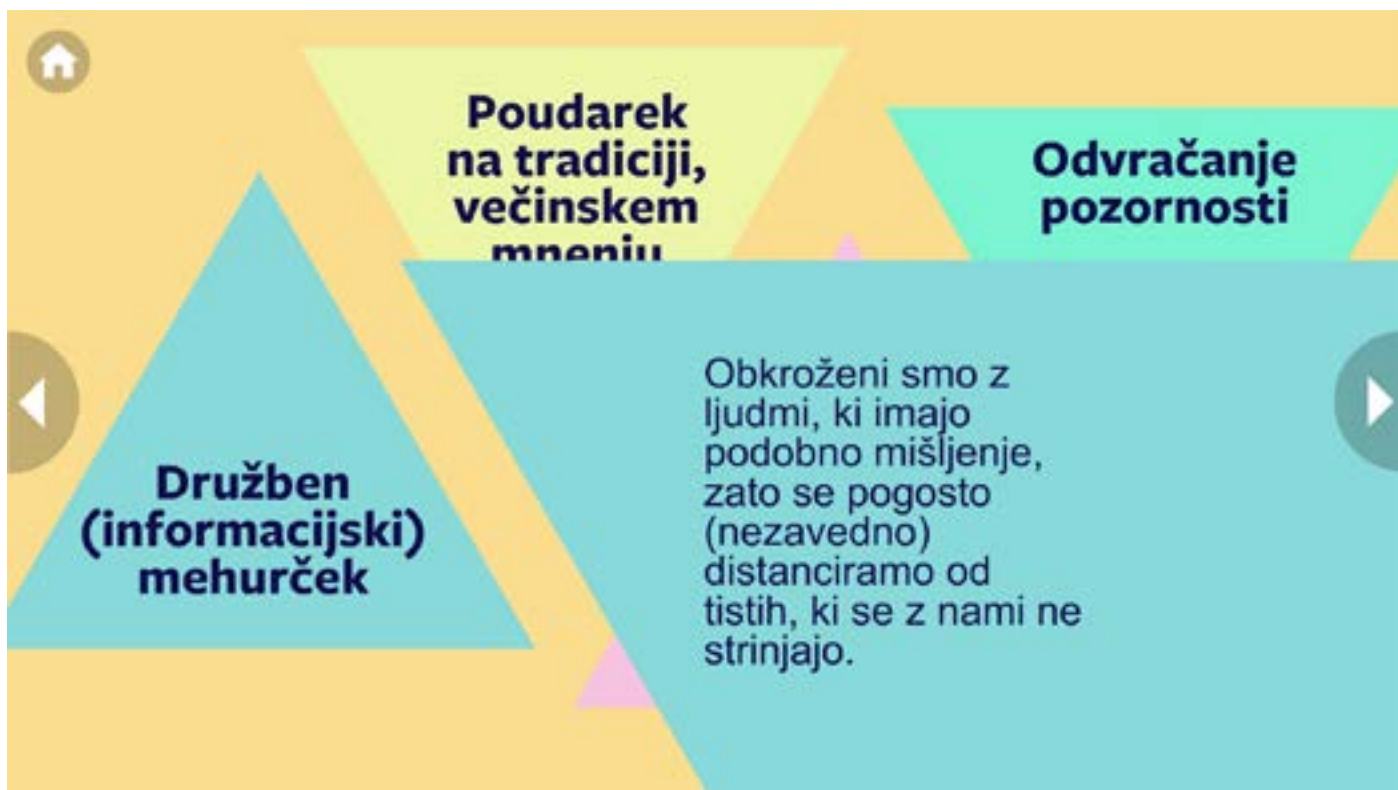 Poudarek
na tradiciji,
večinskem
mnenju
Odvračanje
pozornosti
Družben
(informacijski)
mehurček
Obkroženi smo z
ljudmi, ki imajo
podobno mišljenje,
zato se pogosto
(nezavedno)
distanciramo od
tistih, ki se z nami ne
strinjajo.